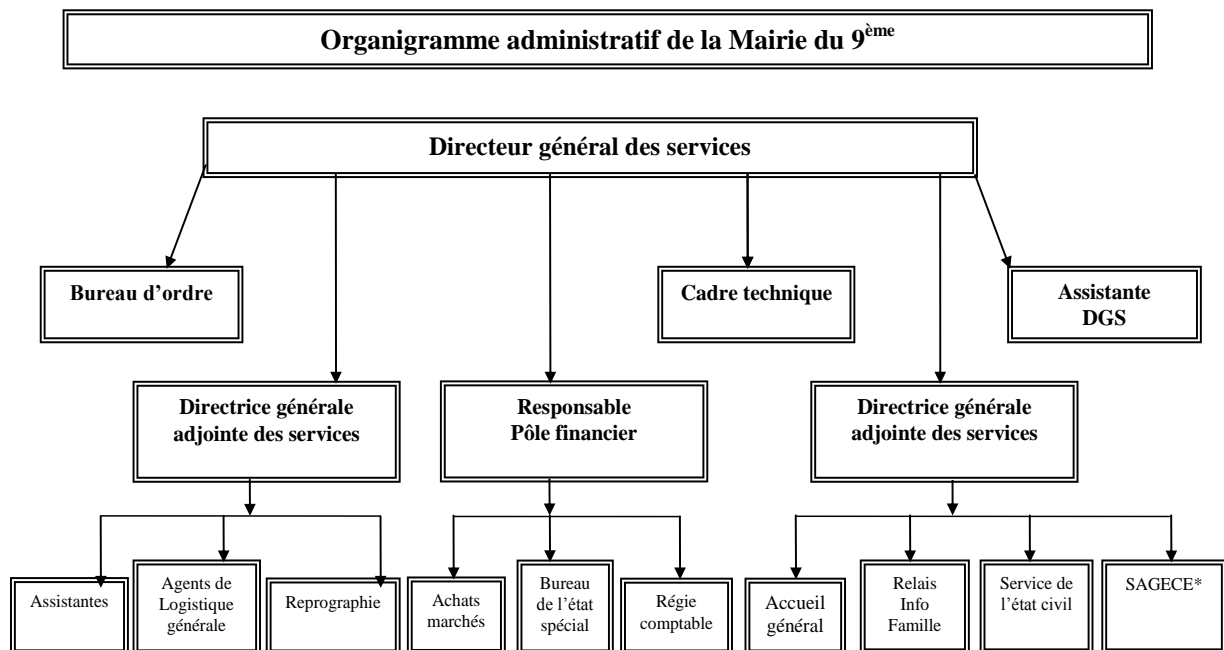 Organigramme administratif de la Mairie du 9ème
Directeur général des services
Bureau d’ordre
Cadre technique
Assistante
DGS
Directrice générale
adjointe des services
Responsable
Pôle financier
Directrice générale
adjointe des services
Assistantes
Agents de
Logistique
générale
Reprographie
Achats
marchés
Bureau
de l’état
spécial
Régie
comptable
Accueil
général
Relais
Info
Famille
Service de
l’état civil
SAGECE*